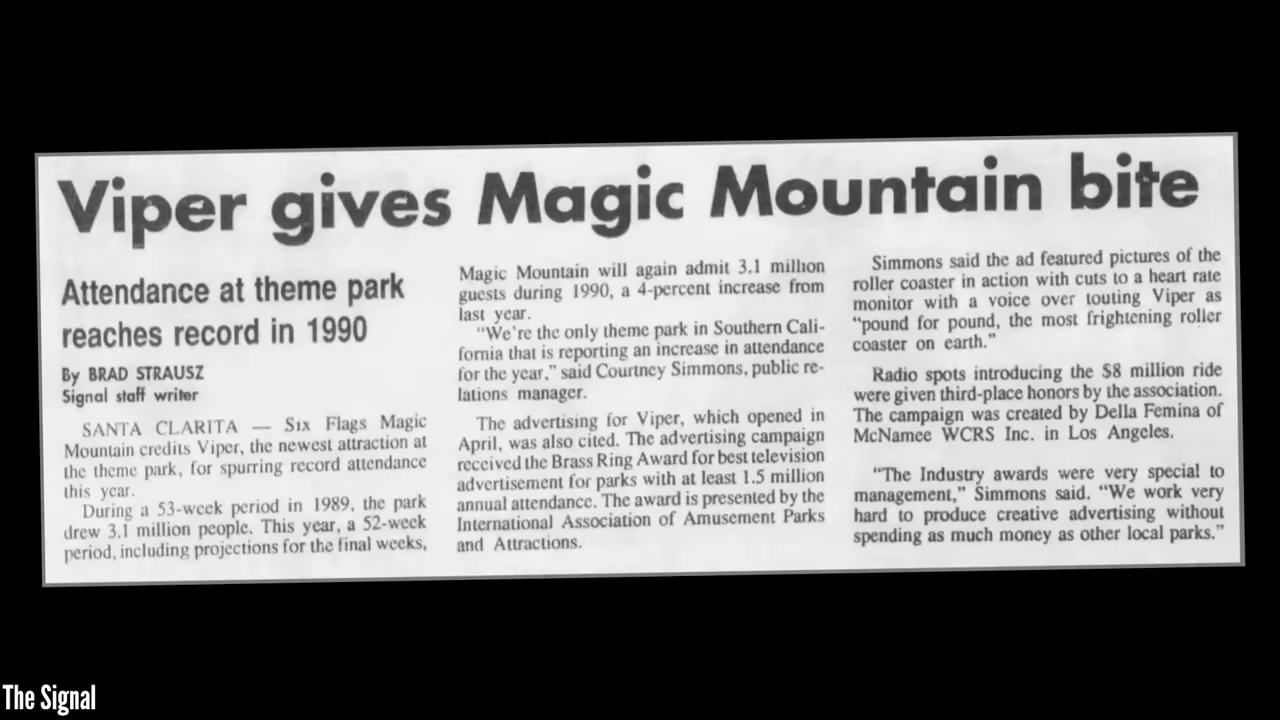 Viper gives Magic Mountain bite
Attendance at theme park
reaches record in 1990
By BRAD STRAUSZ
Signal staff writer
SANTA CLARITA — Six Flags Magic
Mountain credits Viper, the newest attraction at
the theme park, for spurring record attendance
this year.
During a 53-week period in 1989, the park
drew 3.1 million people. This year, a 52-week
period, including projections for the final weeks,
Magic Mountain will again admit 3.1 million
guests during 1990, a 4-percent increase from
last year.
"We're the only theme park in Southern Cali-
fornia that is reporting an increase in attendance
for the year," said Courtney Simmons, public re-
lations manager.
The advertising for Viper, which opened in
April, was also cited. The advertising campaign
received the Brass Ring Award for best television
advertisement for parks with at least 1.5 million
annual attendance. The award is presented by the
International Association of Amusement Parks
and Attractions.
Simmons said the ad featured pictures of the
roller coaster in action with cuts to a heart rate
monitor with a voice over touting Viper as
"pound for pound, the most frightening roller
coaster on earth."
Radio spots introducing the $8 million ride
were given third-place honors by the association.
The campaign was created by Della Femina of
McNamee WCRS Inc. in Los Angeles.
"The Industry awards were very special to
management," Simmons said. "We work very
hard to produce creative advertising without
spending as much money as other local parks."
The Signal